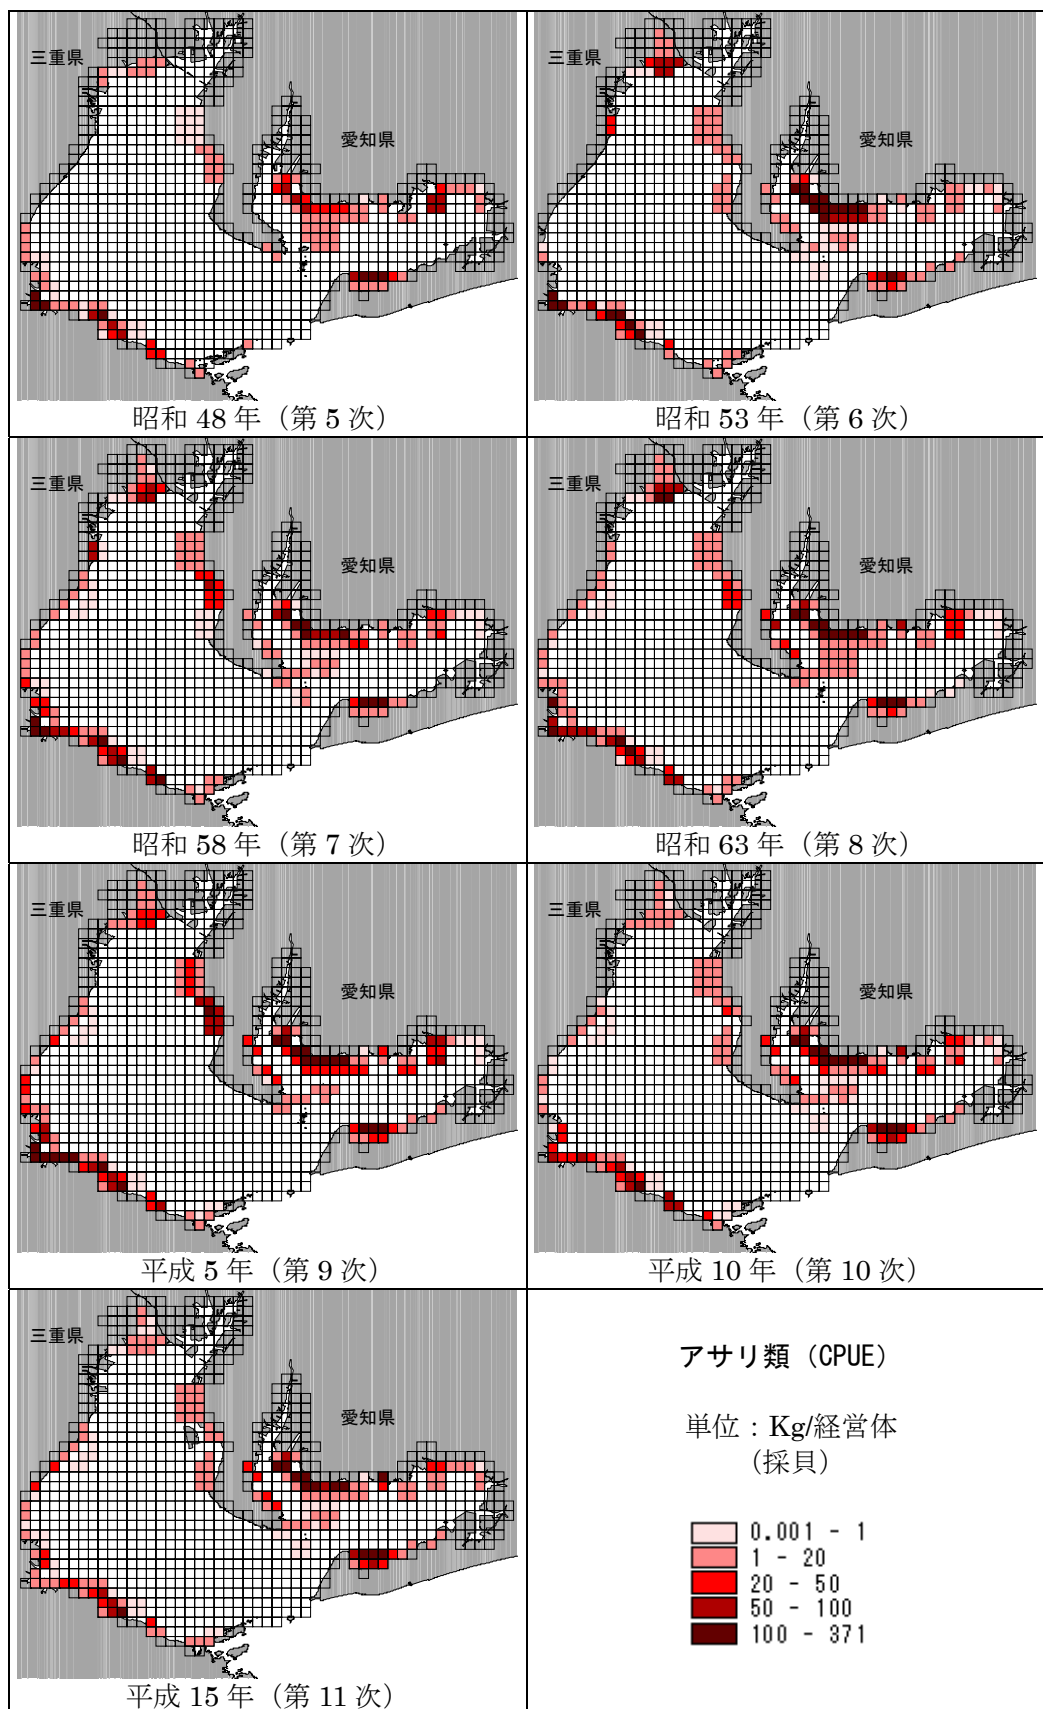 三重県
愛知県
昭和 48 年（第 5 次）
三重県
愛知県
昭和 53 年（第 6 次）
三重県
愛知県
昭和 58 年（第 7 次）
三重県
愛知県
昭和 63 年（第 8 次）
三重県
愛知県
平成 5 年（第 9 次）
三重県
愛知県
平成 10 年（第 10 次）
三重県
愛知県
平成 15 年（第 11 次）
アサリ類（CPUE）
単位：Kg/経営体
（採貝）
0.001 - 1
1 - 20
20 - 50
50 - 100
100 - 371